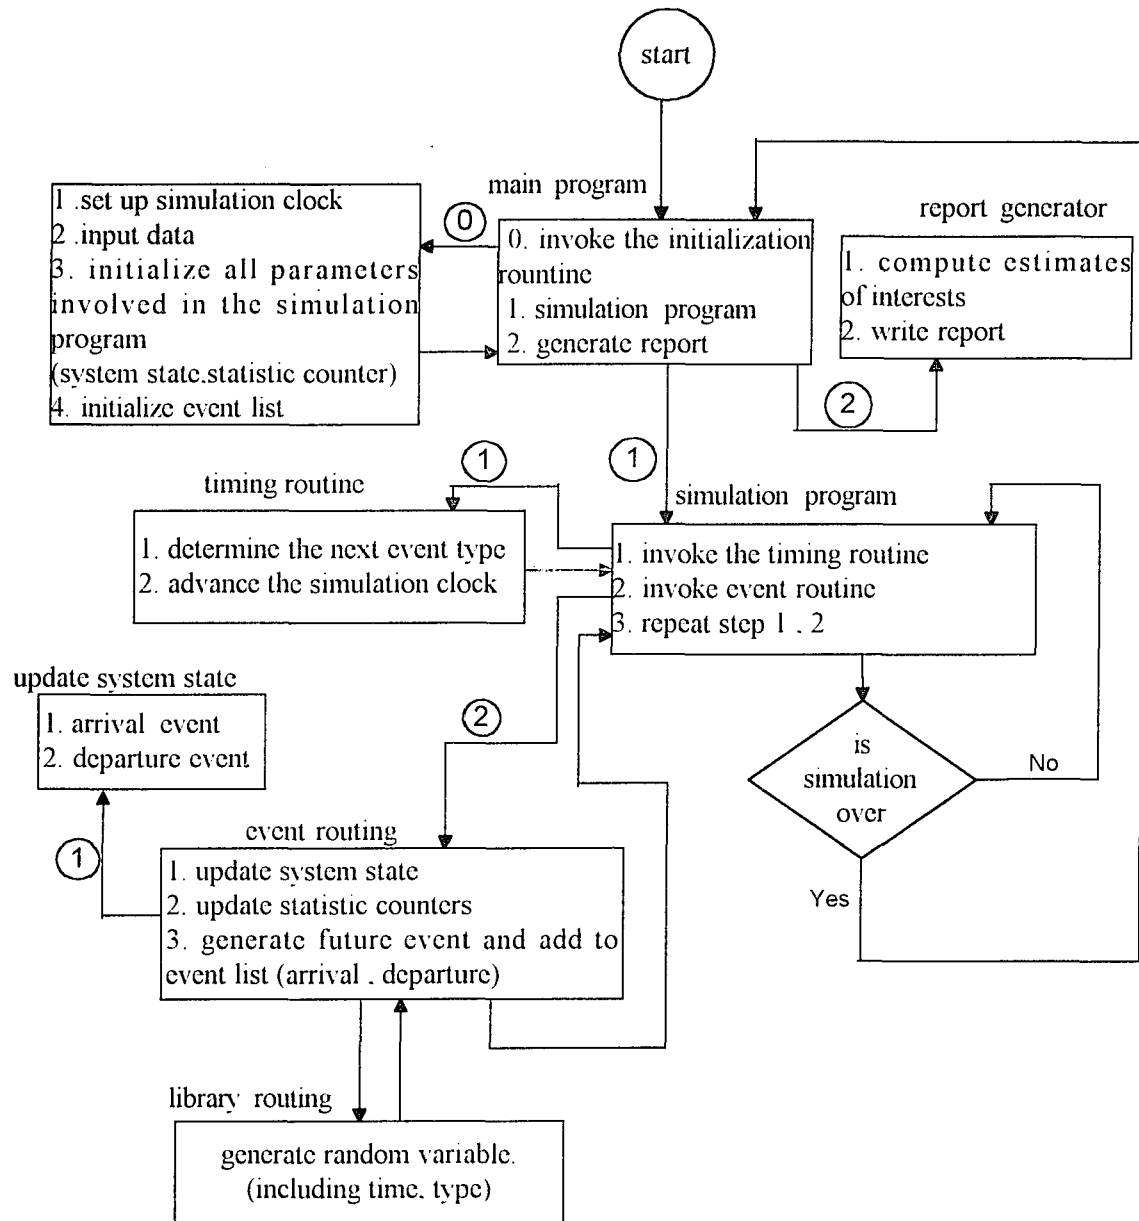 start
main program
report generator
1 .set up simulation clock
2 .input data
3. initialize all parameters
involved in the simulation
program
(system state.statistic counter)
4. initialize event list
0
0. invoke the initialization
rountine
1. simulation program
2. generate report
1. compute estimates
of interests
2. write report
2
1
1
timing routine
simulation program
1. determine the next event type
2. advance the simulation clock
1. invoke the timing routine
2. invoke event routine
3. repeat step 1 . 2
update system state
1. arrival event
2. departure event
2
is
simulation
over
No
Yes
1
event routing
1. update system state
2. update statistic counters
3. generate future event and add to
event list (arrival . departure)
library routing
generate random variable.
(including time. type)